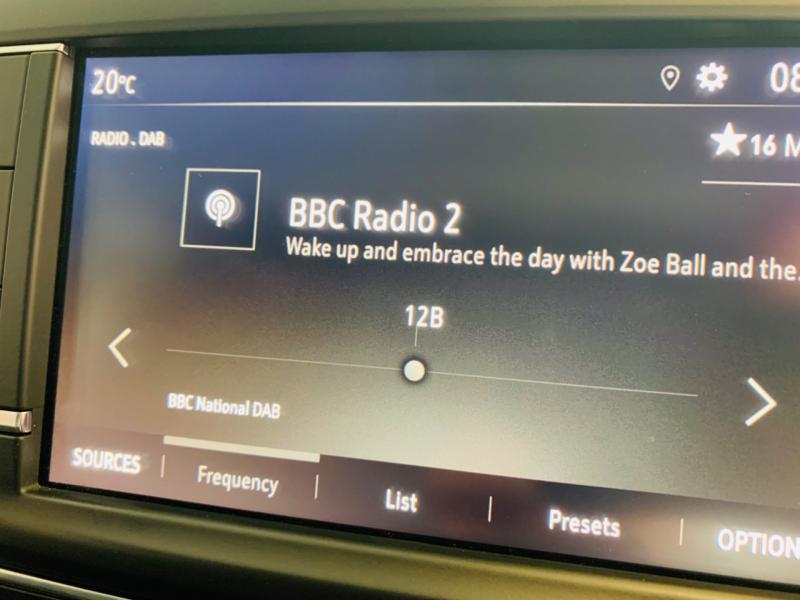 20°C
08
RADIO . DAB
16 M
BBC Radio 2
Wake up and embrace the day with Zoe Ball and the...
12B
BBC National DAB
SOURCES
Frequency
List
Presets
OPTION